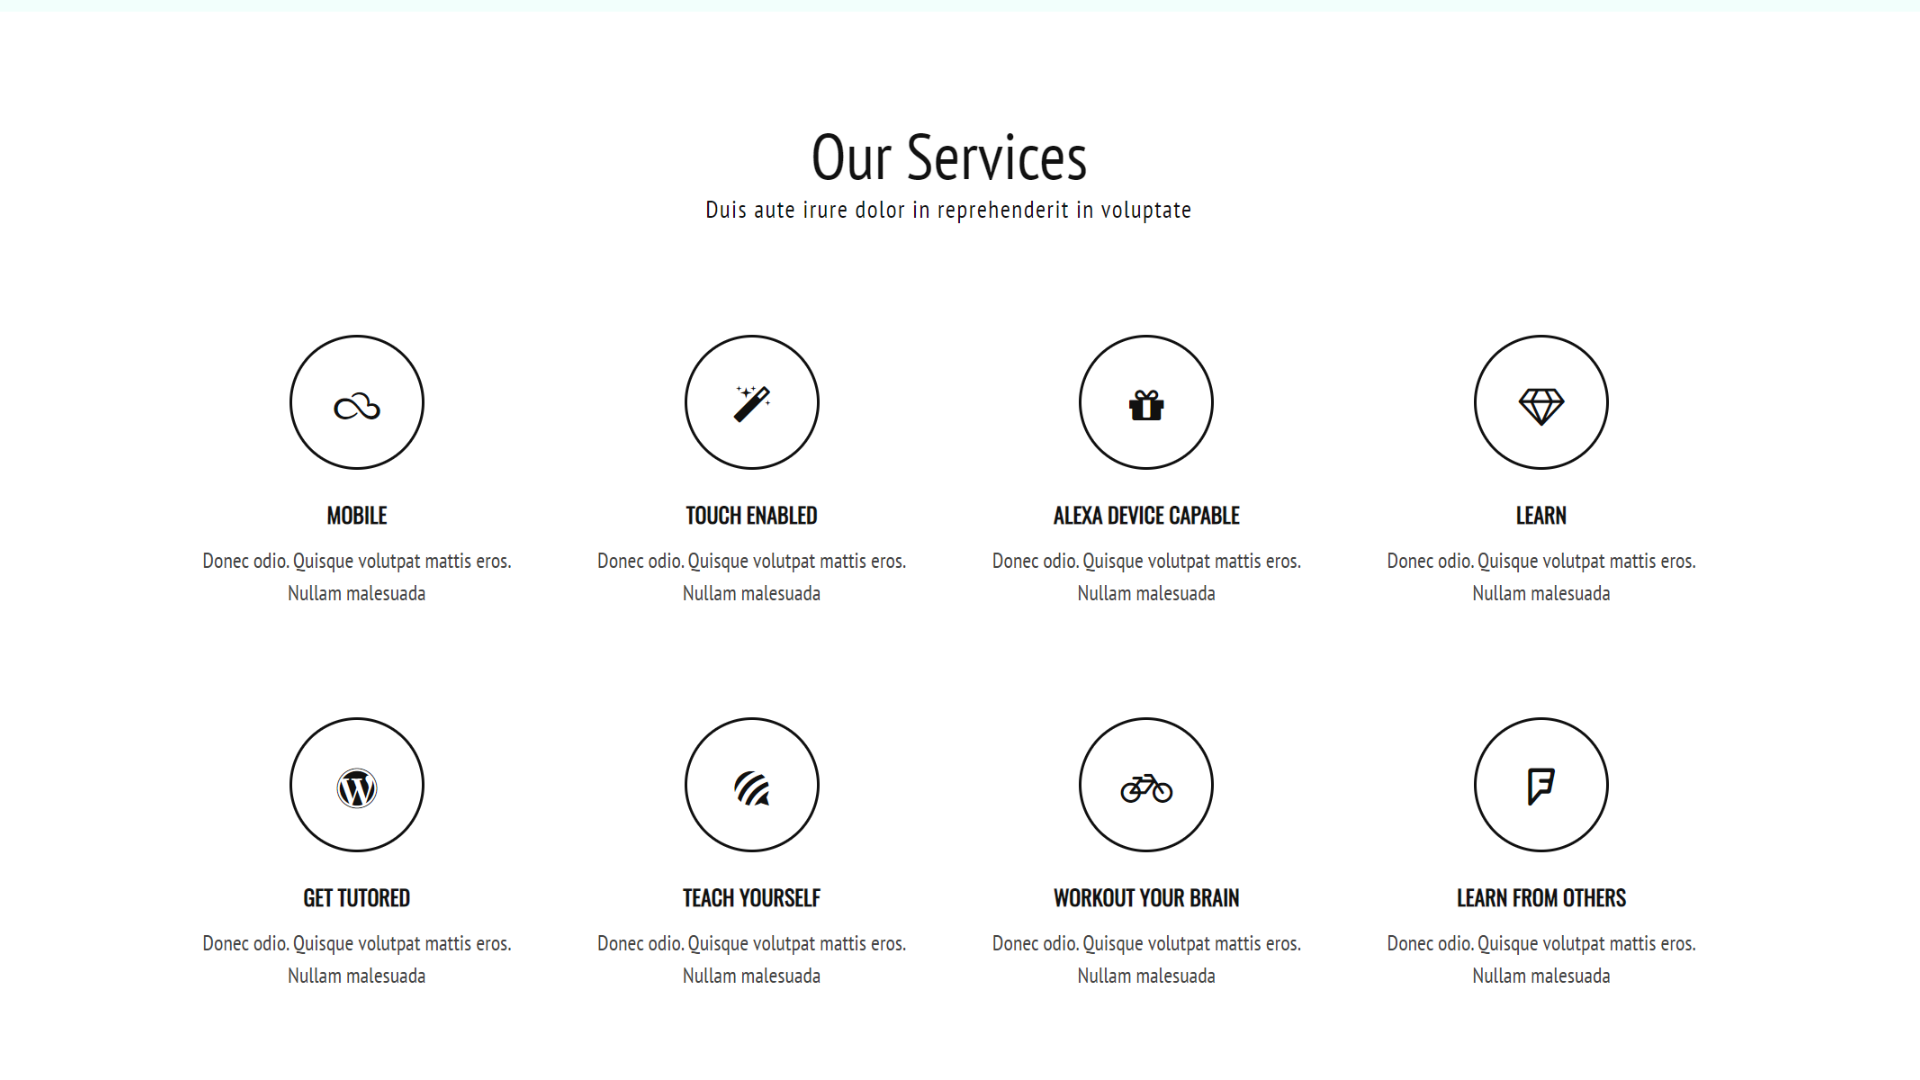 Our Services
Duis aute irure dolor in reprehenderit in voluptate
MOBILE
Donec odio. Quisque volutpat mattis eros.
Nullam malesuada
TOUCH ENABLED
Donec odio. Quisque volutpat mattis eros.
Nullam malesuada
ALEXA DEVICE CAPABLE
Donec odio. Quisque volutpat mattis eros.
Nullam malesuada
LEARN
Donec odio. Quisque volutpat mattis eros.
Nullam malesuada
GET TUTORED
Donec odio. Quisque volutpat mattis eros.
Nullam malesuada
TEACH YOURSELF
Donec odio. Quisque volutpat mattis eros.
Nullam malesuada
WORKOUT YOUR BRAIN
Donec odio. Quisque volutpat mattis eros.
Nullam malesuada
LEARN FROM OTHERS
Donec odio. Quisque volutpat mattis eros.
Nullam malesuada